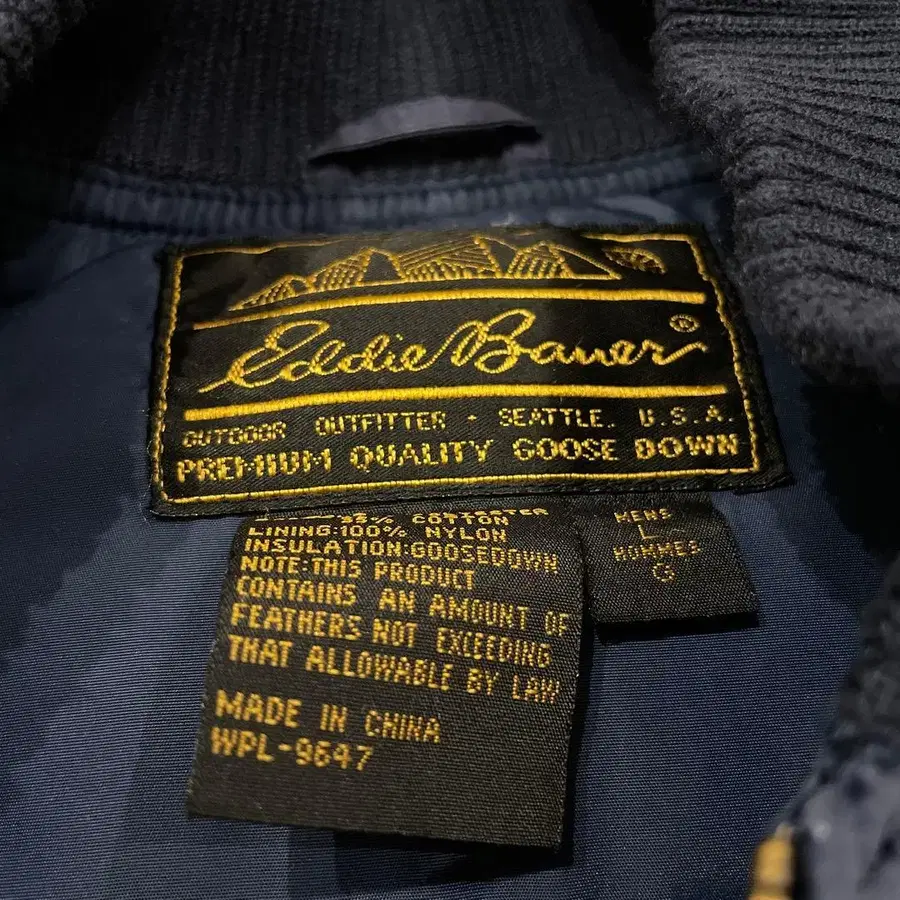 Eddie Bauer®
OUTDOOR OUTFITTER · SEATTLE, U.S.A.
PREMIUM QUALITY GOOSE DOWN
COTTON
LINING:100% NYLON
INSULATION:GOOSEDOWN
NOTE:THIS PRODUCT
CONTAINS AN AMOUNT OF
FEATHERS NOT EXCEEDING
THAT ALLOWABLE BY LAW
MADE IN CHINA
WPL-9647
MENS
L
HOMMES
G